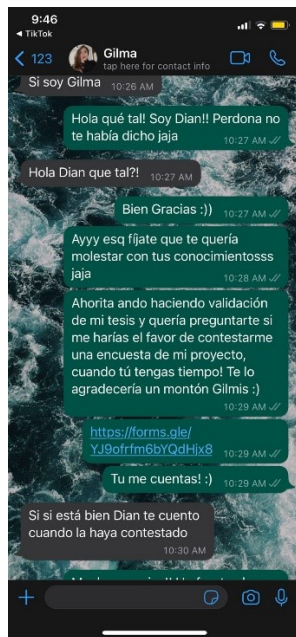 9:46
TikTok
123
Gilma
tap here for contact info
Si soy Gilma 10:26 AM
Hola qué tal! Soy Dian!! Perdona no
te había dicho jaja
10:27 AM
Hola Dian que tal?! 10:27 AM
Bien Gracias :)) 10:27 AM
Ayyy esq fíjate que te quería
molestar con tus conocimientosss
jaja
10:28 AM
Ahorita ando haciendo validación
de mi tesis y quería preguntarte si
me harías el favor de contestarme
una encuesta de mi proyecto,
cuando tú tengas tiempo! Te lo
agradecería un montón Gilmis :)
10:29 AM
https://forms.gle/
YJ9ofrfm6bYQdHjx8 10:29 AM
Tu me cuentas! :) 10:29 AM
Si si está bien Dian te cuento
cuando la haya contestado
10:30 AM